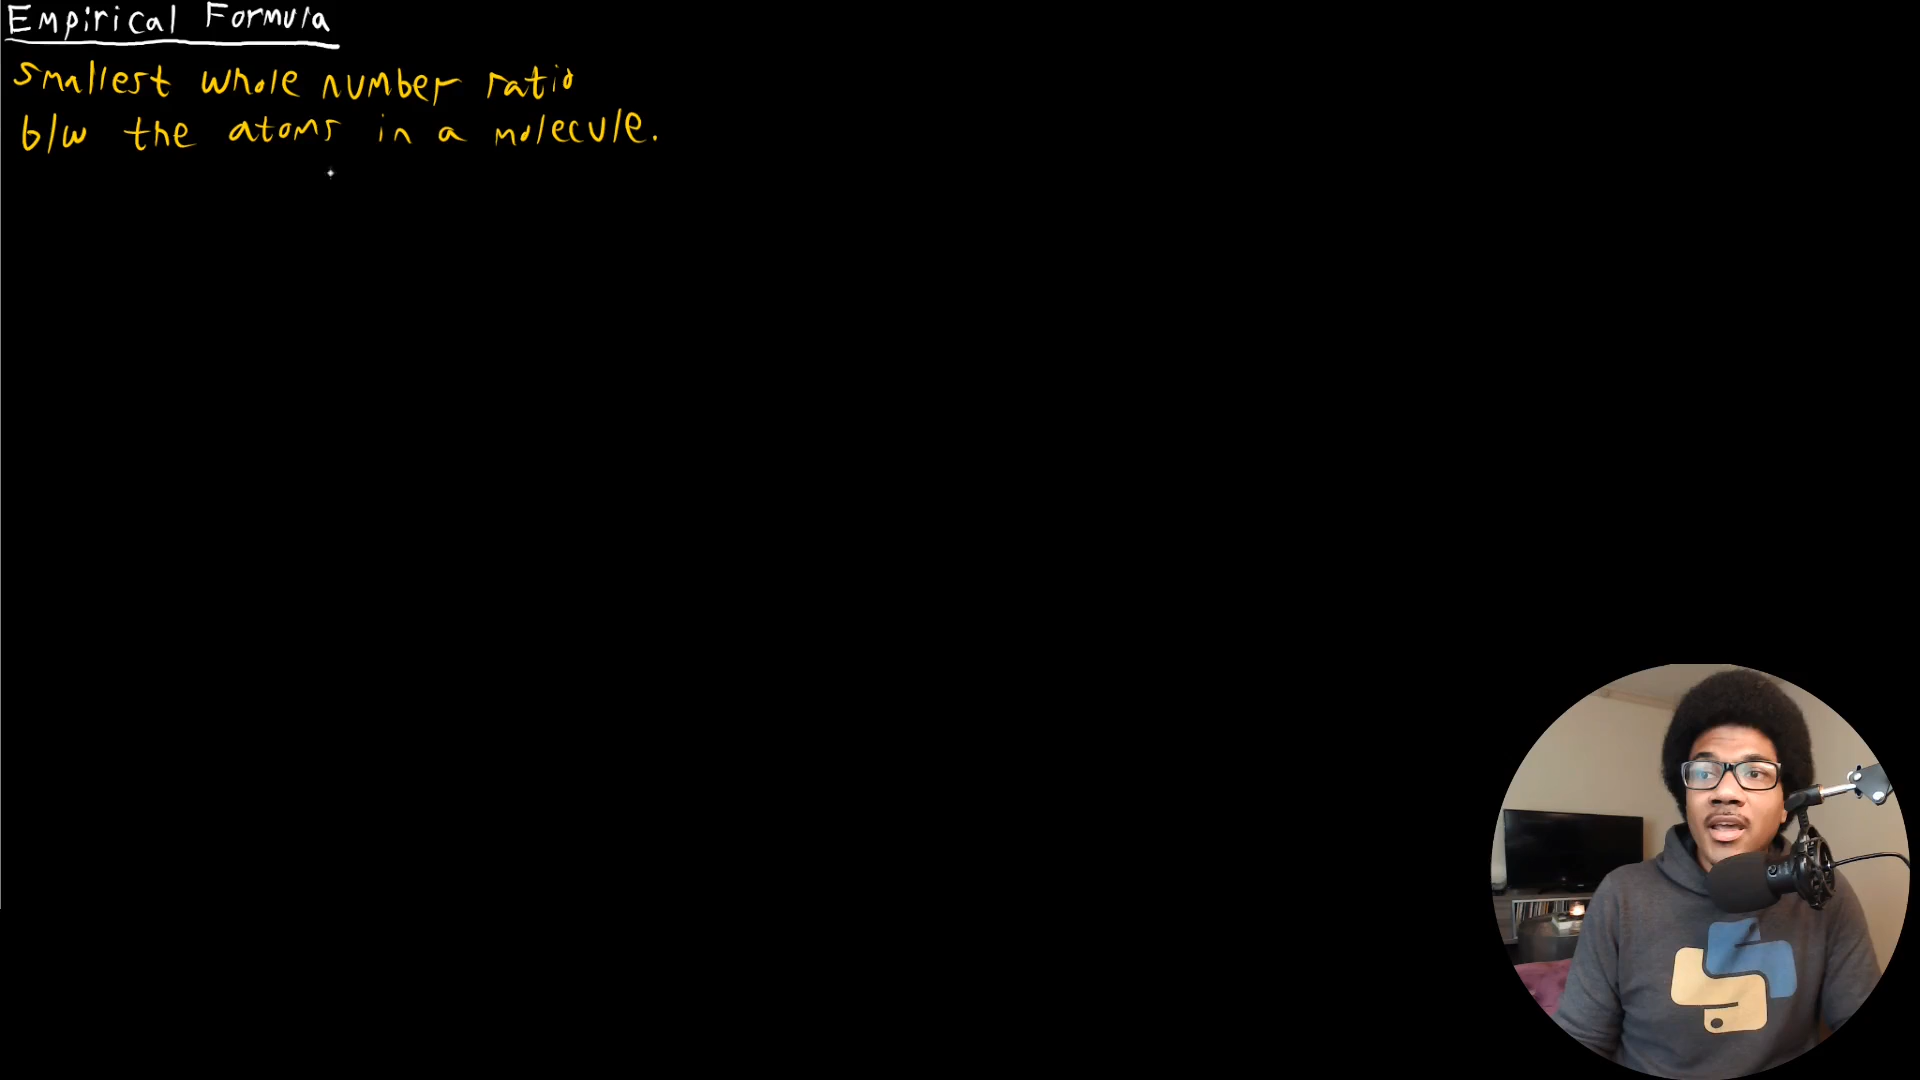 Empirical Formula
Smallest whole number ratio
b/w the atoms in a molecule.